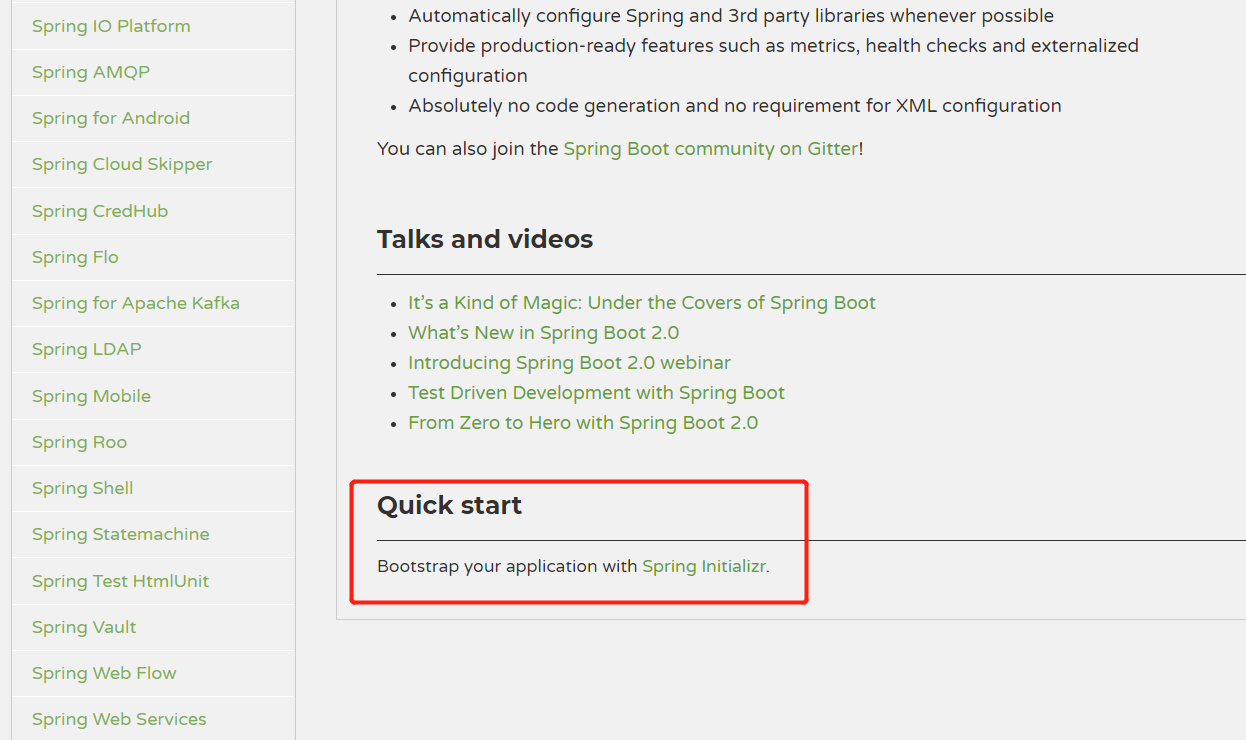 Spring IO Platform
Spring AMQP
Spring for Android
Spring Cloud Skipper
Spring CredHub
Spring Flo
Spring for Apache Kafka
Spring LDAP
Spring Mobile
Spring Roo
Spring Shell
Spring Statemachine
Spring Test HtmlUnit
Spring Vault
Spring Web Flow
Spring Web Services
• Automatically configure Spring and 3rd party libraries whenever possible
• Provide production-ready features such as metrics, health checks and externalized
configuration
• Absolutely no code generation and no requirement for XML configuration
You can also join the Spring Boot community on Gitter!
Talks and videos
• It’s a Kind of Magic: Under the Covers of Spring Boot
• What’s New in Spring Boot 2.0
• Introducing Spring Boot 2.0 webinar
• Test Driven Development with Spring Boot
• From Zero to Hero with Spring Boot 2.0
Quick start
Bootstrap your application with Spring Initializr.